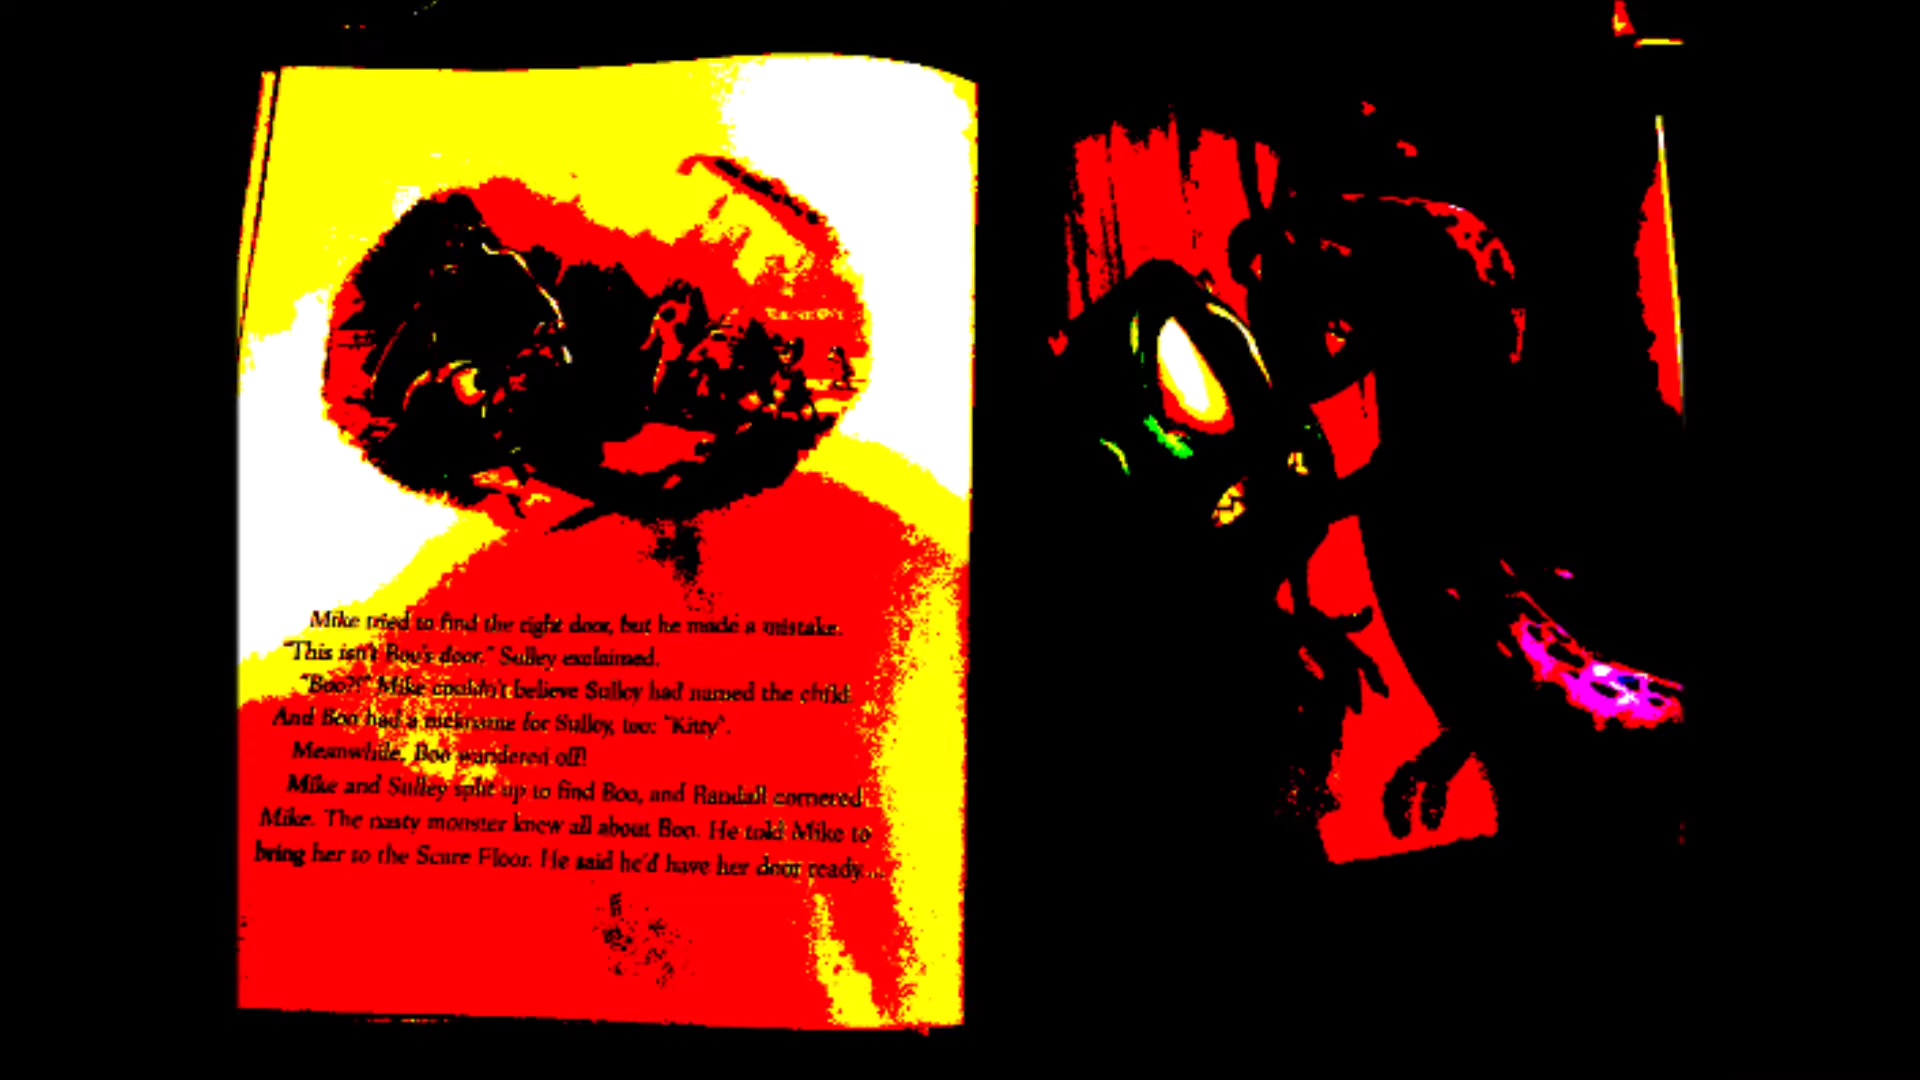 Mike tried to find the right door, but he made a mistake.
"This isn't Boo's door." Sulley exclaimed.
"Boo?!" Mike couldn't believe Sulley had named the child!
And Boo had a nickname for Sulley, too: "Kitty".
Meanwhile, Boo wandered off!
Mike and Sulley split up to find Boo, and Randall cornered
Mike. The nasty monster knew all about Boo. He told Mike to
bring her to the Scare Floor. He said he'd have her door ready...